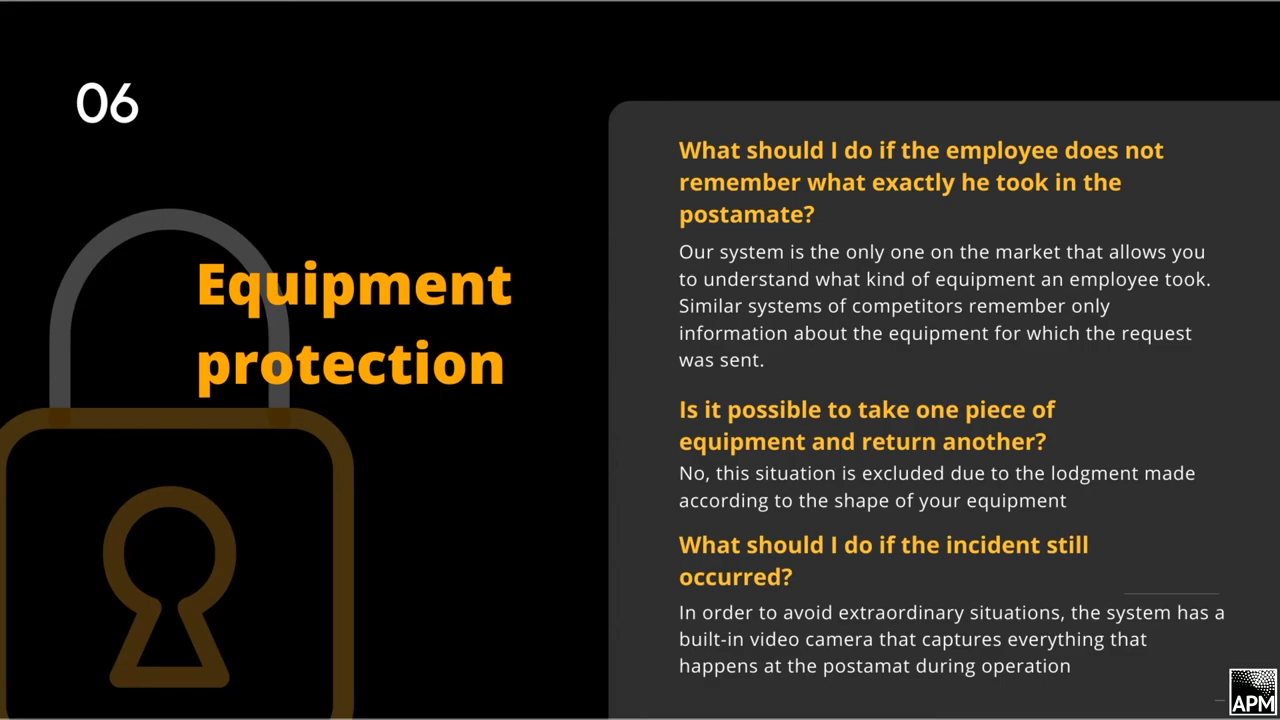 06
Equipment
protection
What should I do if the employee does not
remember what exactly he took in the
postamate?
Our system is the only one on the market that allows you
to understand what kind of equipment an employee took.
Similar systems of competitors remember only
information about the equipment for which the request
was sent.
Is it possible to take one piece of
equipment and return another?
No, this situation is excluded due to the lodgment made
according to the shape of your equipment
What should I do if the incident still
occurred?
In order to avoid extraordinary situations, the system has a
built-in video camera that captures everything that
happens at the postamat during operation
APM